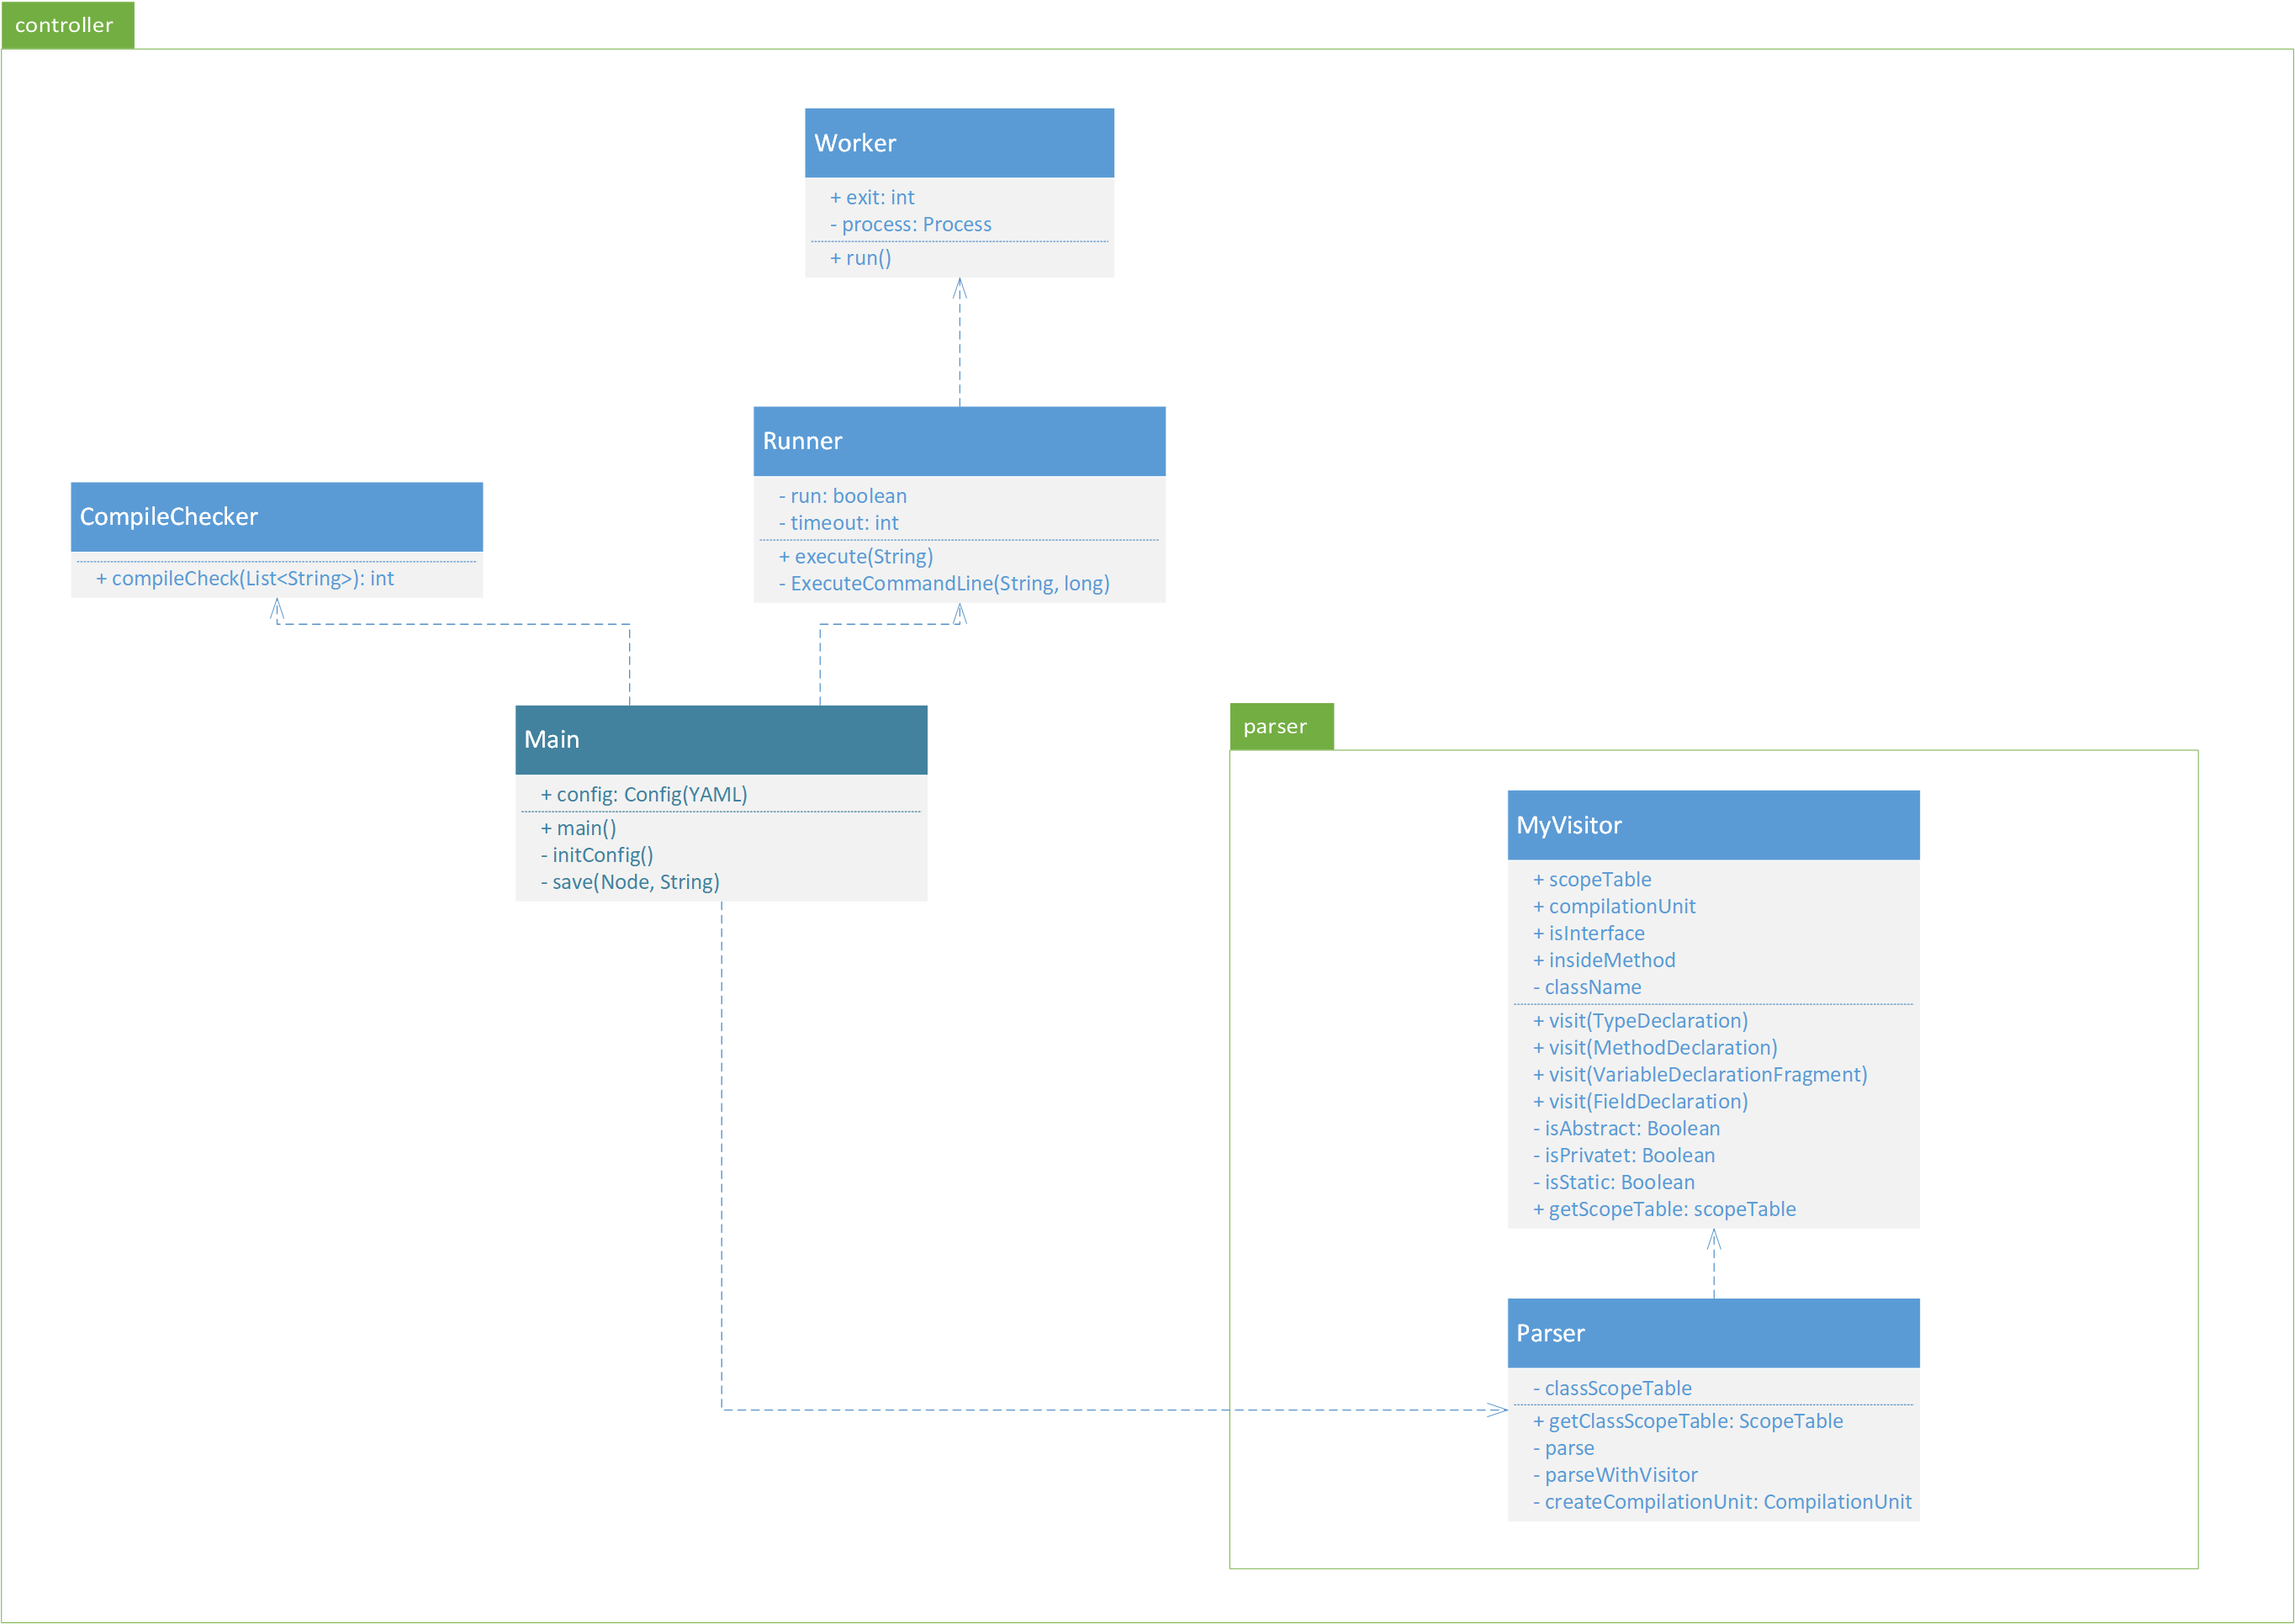 controller
Worker
+ exit: int
- process: Process
+ run()
Runner
- run: boolean
- timeout: int
+ execute(String)
- ExecuteCommandLine(String, long)
CompileChecker
+ compileCheck(List<String>): int
Main
+ config: Config(YAML)
+ main()
- initConfig()
- save(Node, String)
parser
MyVisitor
+ scopeTable
+ compilationUnit
+ isInterface
+ insideMethod
- className
+ visit(TypeDeclaration)
+ visit(MethodDeclaration)
+ visit(VariableDeclarationFragment)
+ visit(FieldDeclaration)
- isAbstract: Boolean
- isPrivatet: Boolean
- isStatic: Boolean
+ getScopeTable: scopeTable
Parser
- classScopeTable
+ getClassScopeTable: ScopeTable
- parse
- parseWithVisitor
- createCompilationUnit: CompilationUnit